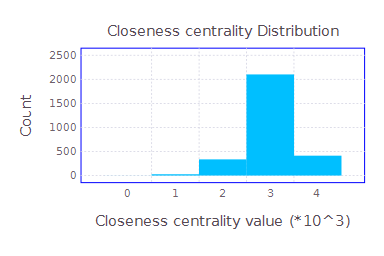 Closeness centrality Distribution
2500
2000
1500
1000
500
0
Count
0 1 2 3 4
Closeness centrality value (*10^3)